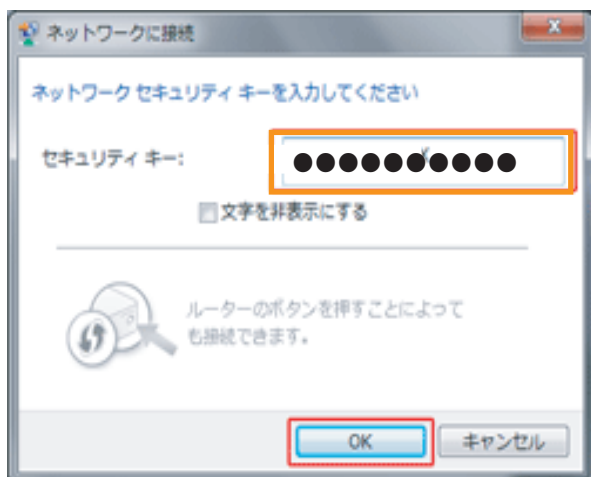 ネットワークに接続
ネットワーク セキュリティ キーを入力してください
セキュリティ キー: ●●●●●●●●●●
文字を非表示にする
ルーターのボタンを押すことによって
も接続できます。
OK キャンセル